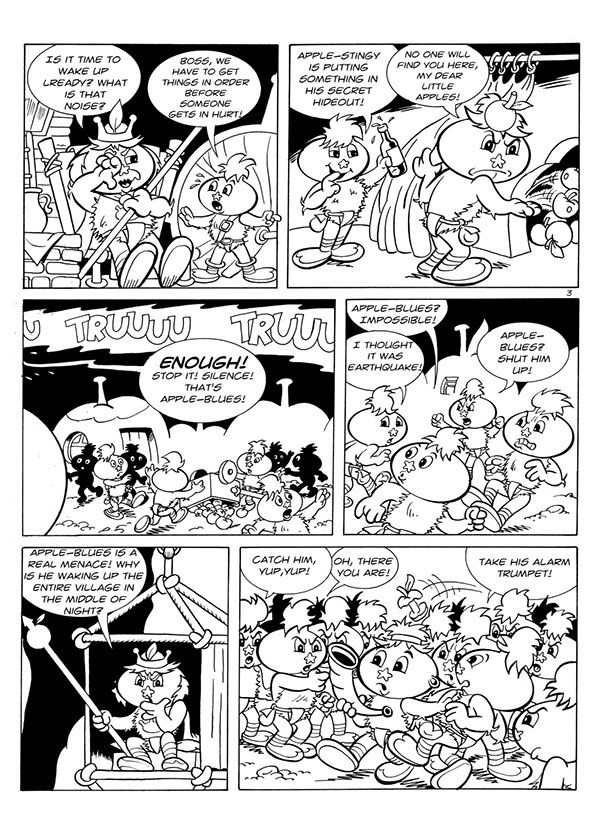 IS IT TIME TO
WAKE UP
LREADY? WHAT
IS THAT
NOISE?
BOSS, WE
HAVE TO GET
THINGS IN ORDER
BEFORE
SOMEONE
GETS IN HURT!
APPLE-STINGY
IS PUTTING
SOMETHING IN
HIS SECRET
HIDEOUT!
NO ONE WILL
FIND YOU HERE,
MY DEAR
LITTLE
APPLES!
3
TRUUUU
TRUUU
ENOUGH!
STOP IT! SILENCE!
THAT'S
APPLE-BLUES!
APPLE-BLUES?
IMPOSSIBLE!
I THOUGHT
IT WAS
EARTHQUAKE!
APPLE-
BLUES?
SHUT HIM
UP!
APPLE-BLUES IS A
REAL MENACE! WHY
IS HE WAKING UP THE
ENTIRE VILLAGE IN
THE MIDDLE OF
NIGHT?
CATCH HIM,
YUP,YUP!
OH, THERE
YOU ARE!
TAKE HIS ALARM
TRUMPET!